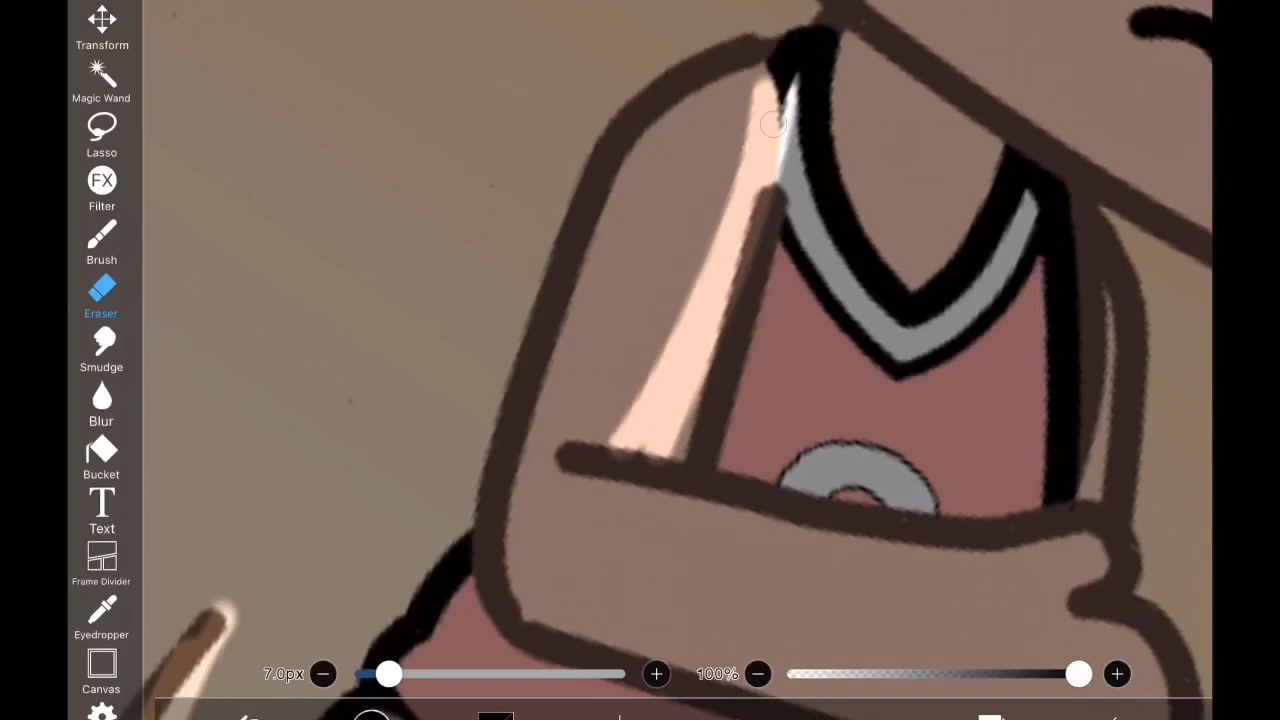 Transform
Magic Wand
Lasso
FX
Filter
Brush
Eraser
Smudge
Blur
Bucket
T
Text
Frame Divider
Eyedropper
Canvas
7.0px
100%